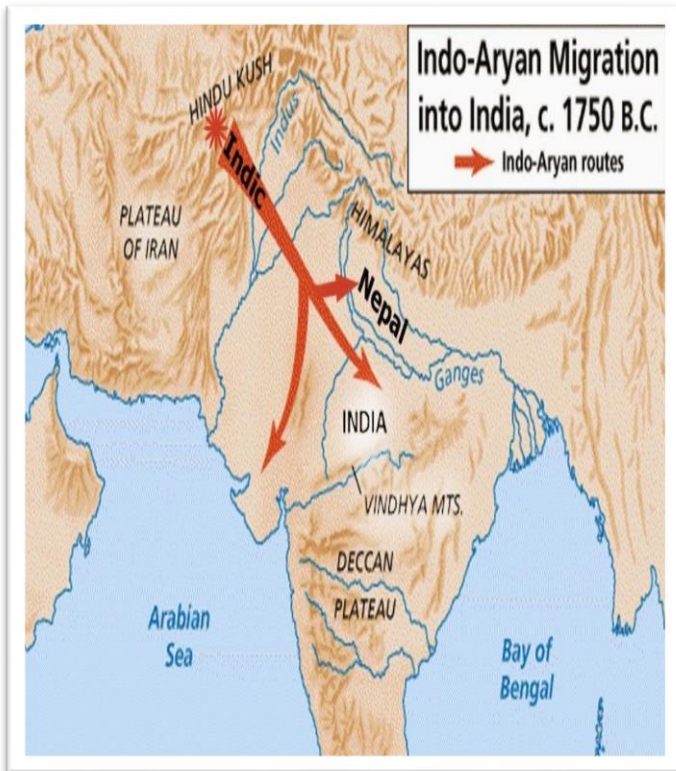 Indo-Aryan Migration
into India, c. 1750 B.C.
Indo-Aryan routes
HINDU KUSH
Indus
Indic
PLATEAU
OF IRAN
HIMALAYAS
Nepal
Ganges
INDIA
VINDHYA MTS.
DECCAN
PLATEAU
Arabian
Sea
Bay of
Bengal